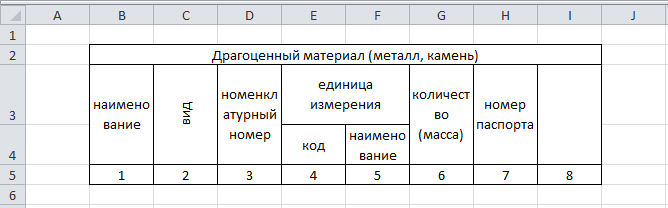 A B C D E F G H I J
1
2 Драгоценный материал (металл, камень)
3
4
5
6
наимено
вание
вид
номенкл
атурный
номер
единица
измерения
код
наимено
вание
количест
во
(масса)
номер
паспорта
1 2 3 4 5 6 7 8